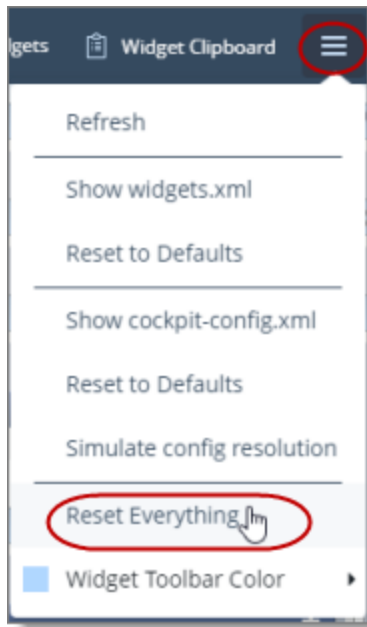 lgets Widget Clipboard
Refresh
Show widgets.xml
Reset to Defaults
Show cockpit-config.xml
Reset to Defaults
Simulate config resolution
Reset Everything
Widget Toolbar Color